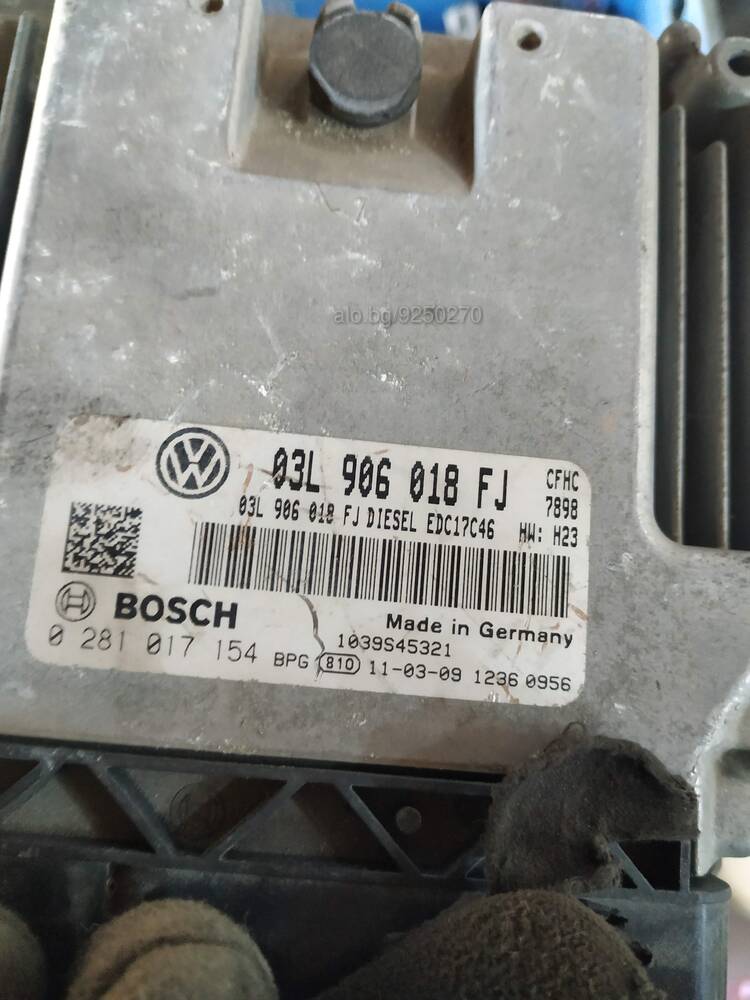 alo.bg/9250270
03L 906 018 FJ CFHC
7898
03L 906 018 FJ DIESEL EDC17C46 HW: H23
BOSCH
Made in Germany
0 281 017 154
1039S45321
BPG 810 11-03-09 1236 0956